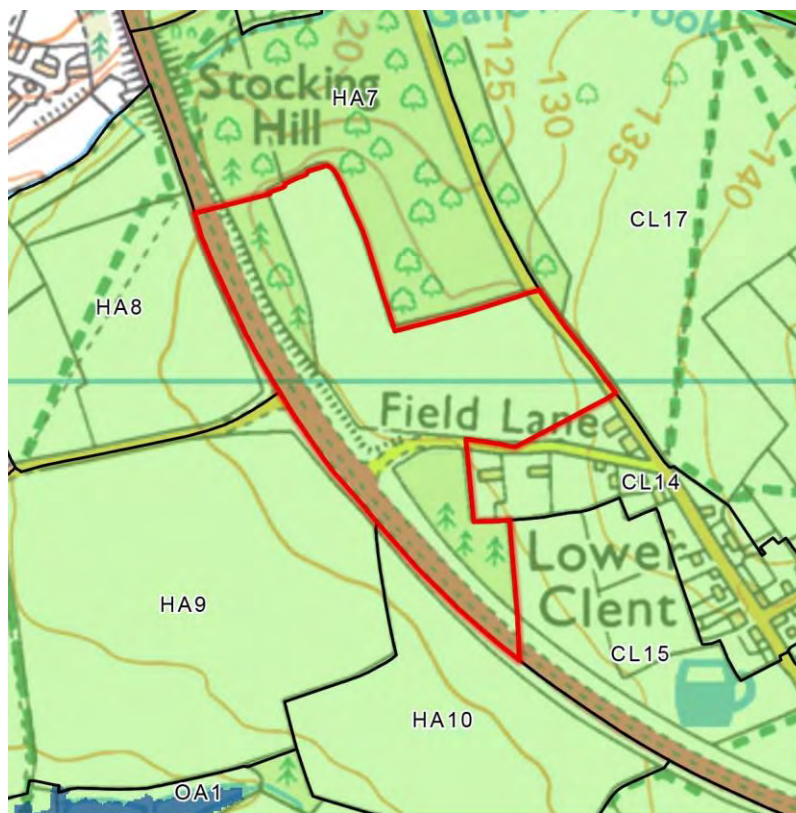 20
125
130
135
140
Stocking
Hill
HA7
CL17
HA8
Field Lane
CL14
Lower
Clent
HA9
CL15
HA10
OA1